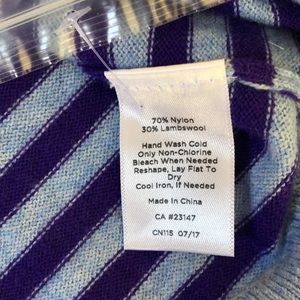 70% Nylon
30% Lambswool
Hand Wash Cold
Only Non-Chlorine
Bleach When Needed
Reshape, Lay Flat To
Dry
Cool Iron, If Needed
Made In China
CA #23147
CN115 07/17